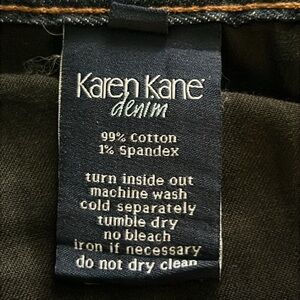 Karen Kane
denim
99% Cotton
1% Spandex
turn inside out
machine wash
cold separately
tumble dry
no bleach
iron if necessary
do not dry clean